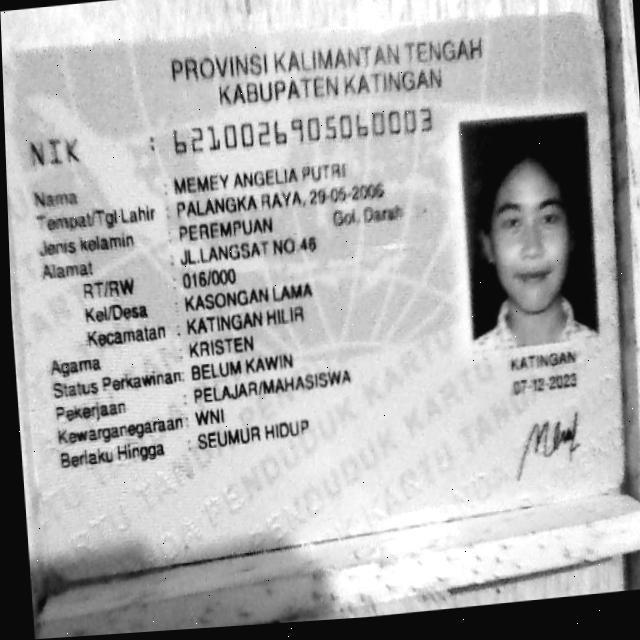 PROVINSI KALIMANTAN TENGAH
KABUPATEN KATINGAN
NIK : 6210026905060003
Nama : MEMEY ANGELIA PUTRI
Tempat/Tgl Lahir : PALANGKA RAYA, 29-05-2006
Jenis kelamin : PEREMPUAN Gol. Darah -
Alamat : JL.LANGSAT NO.46
RT/RW : 016/000
Kel/Desa : KASONGAN LAMA
Kecamatan : KATINGAN HILIR
Agama : KRISTEN
Status Perkawinan: BELUM KAWIN
Pekerjaan : PELAJAR/MAHASISWA
Kewarganegaraan: WNI
Berlaku Hingga : SEUMUR HIDUP
KATINGAN
07-12-2023